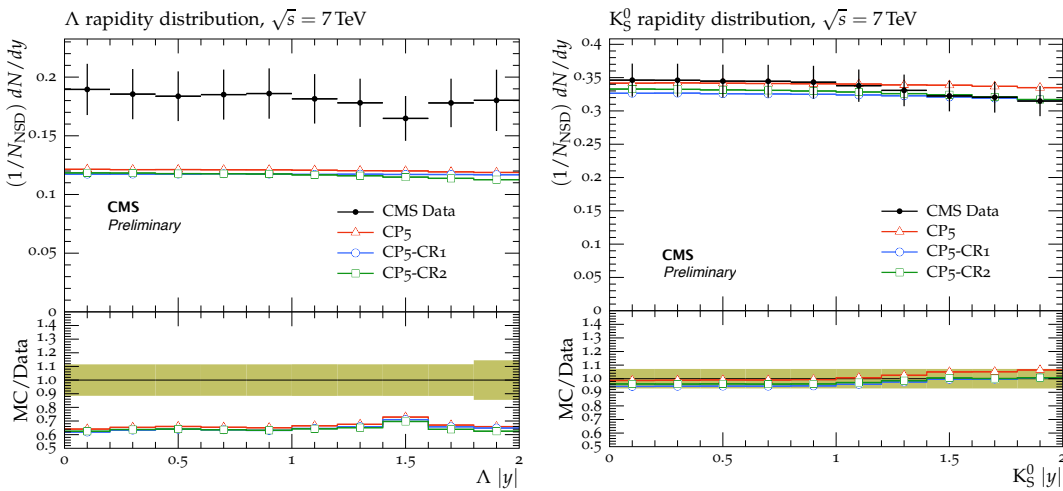 Λ rapidity distribution, √s = 7 TeV
(1/N_NSD) dN/dy
0.2
0.15
0.1
0.05
0
CMS
Preliminary
CMS Data
CP5
CP5-CR1
CP5-CR2
MC/Data
1.4
1.3
1.2
1.1
1.0
0.9
0.8
0.7
0.6
0.5
0 0.5 1 1.5 2
Λ |y|
K_S^0 rapidity distribution, √s = 7 TeV
(1/N_NSD) dN/dy
0.4
0.35
0.3
0.25
0.2
0.15
0.1
0.05
0
CMS
Preliminary
CMS Data
CP5
CP5-CR1
CP5-CR2
MC/Data
1.4
1.3
1.2
1.1
1.0
0.9
0.8
0.7
0.6
0.5
0 0.5 1 1.5 2
K_S^0 |y|